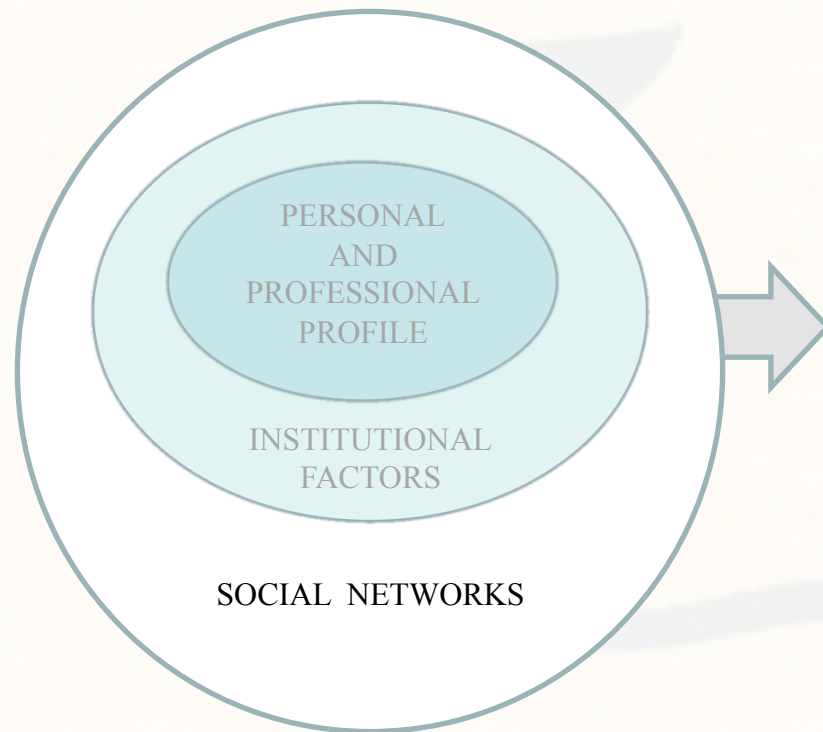 PERSONAL
AND
PROFESSIONAL
PROFILE
INSTITUTIONAL
FACTORS
SOCIAL NETWORKS